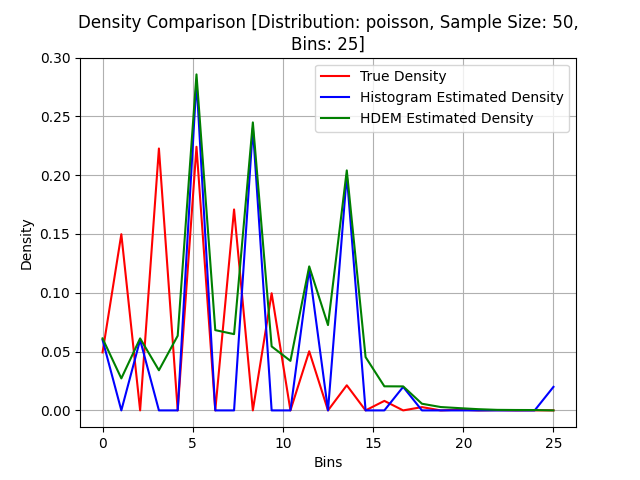 Density Comparison [Distribution: poisson, Sample Size: 50,
Bins: 25]
True Density
Histogram Estimated Density
HDEM Estimated Density
Density
0.30
0.25
0.20
0.15
0.10
0.05
0.00
0 5 10 15 20 25
Bins